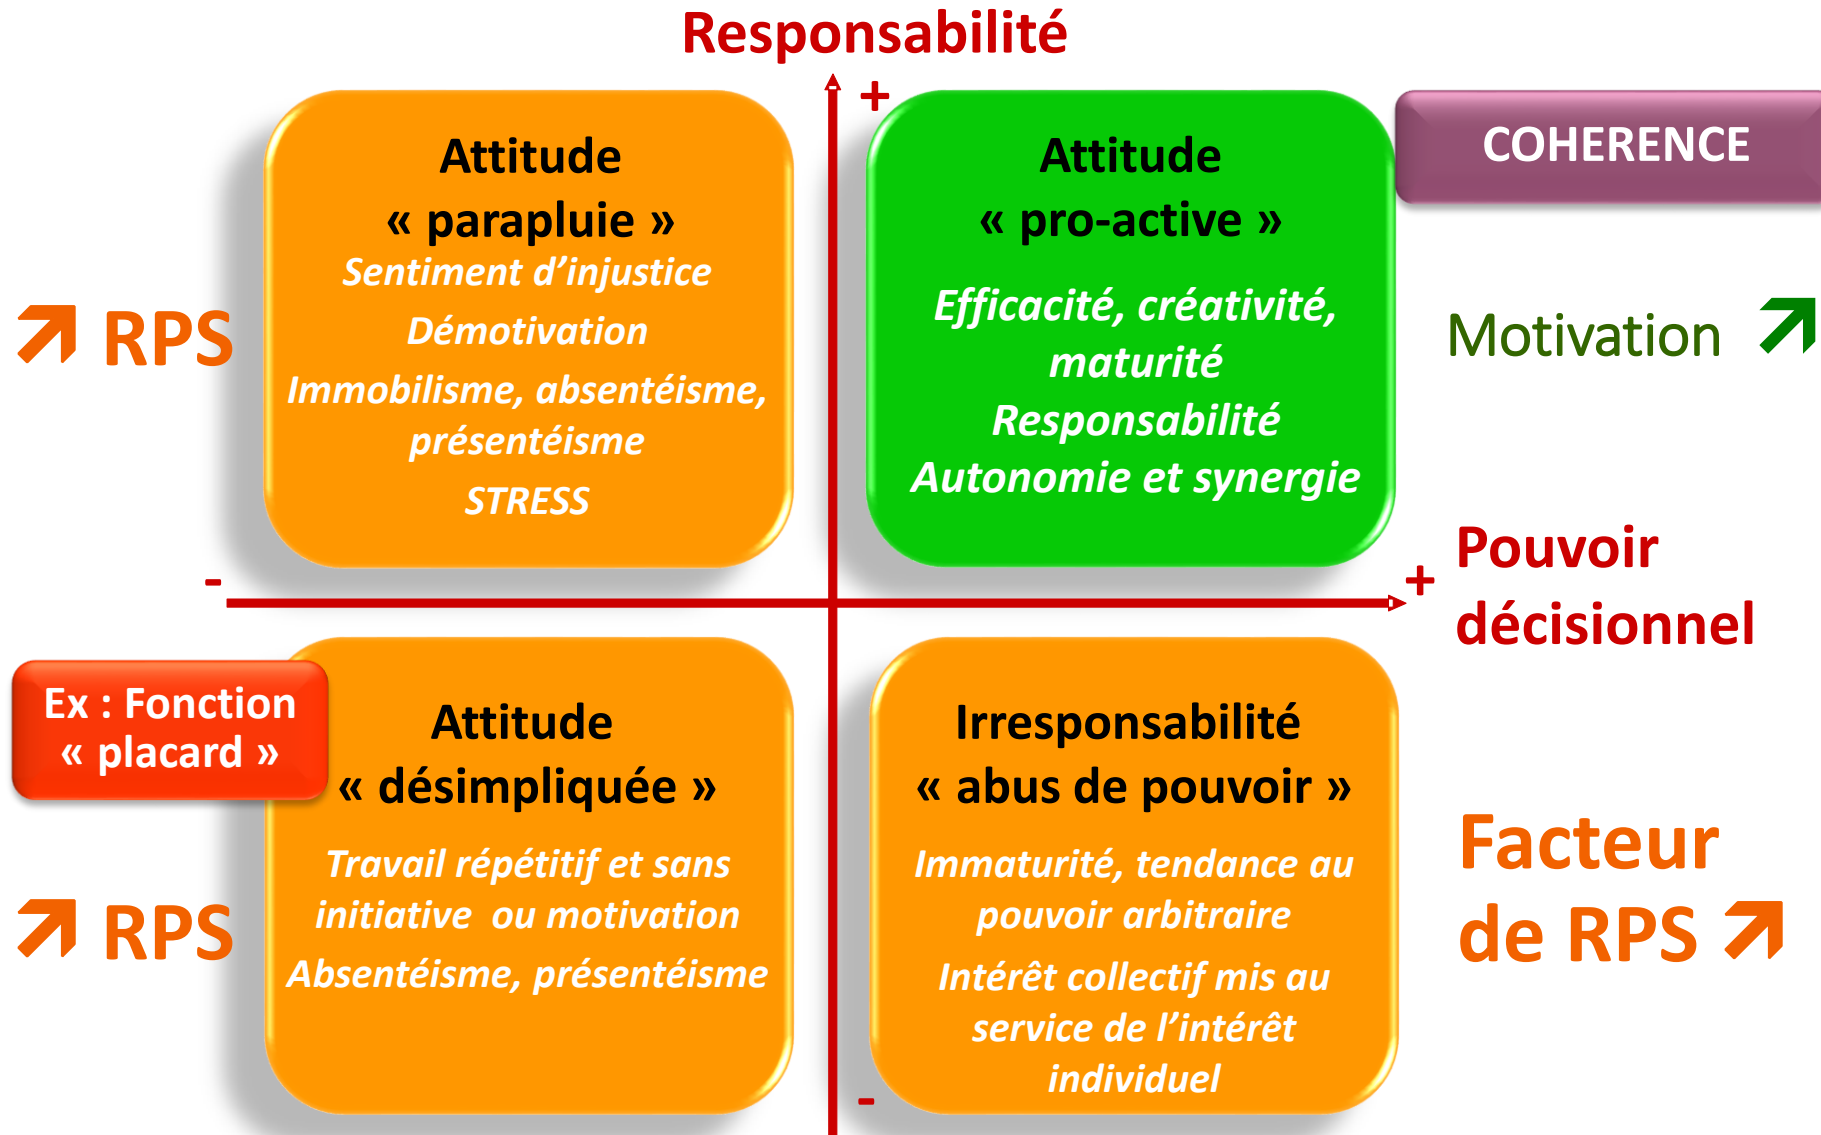 Responsabilité
+
Attitude
« parapluie »
Sentiment d’injustice
Démotivation
Immobilisme, absentéisme,
présentéisme
STRESS
↗ RPS
Attitude
« pro-active »
Efficacité, créativité,
maturité
Responsabilité
Autonomie et synergie
COHERENCE
Motivation ↗
-
+
Pouvoir
décisionnel
Ex : Fonction
« placard »
Attitude
« désimpliquée »
Travail répétitif et sans
initiative ou motivation
Absentéisme, présentéisme
↗ RPS
Irresponsabilité
« abus de pouvoir »
Immaturité, tendance au
pouvoir arbitraire
Intérêt collectif mis au
service de l’intérêt
individuel
-
Facteur
de RPS ↗